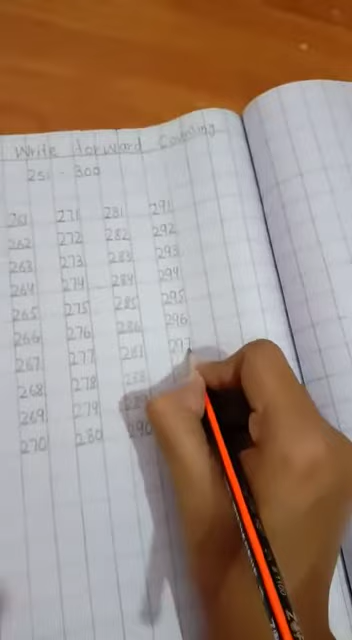 Write forward Counting
251 - 300
271 281 291
262 272 282 292
263 273 283 293
264 274 284 294
265 275 285 295
266 276 286 296
267 277 287 297
268 278 288
269 279
270 280 290